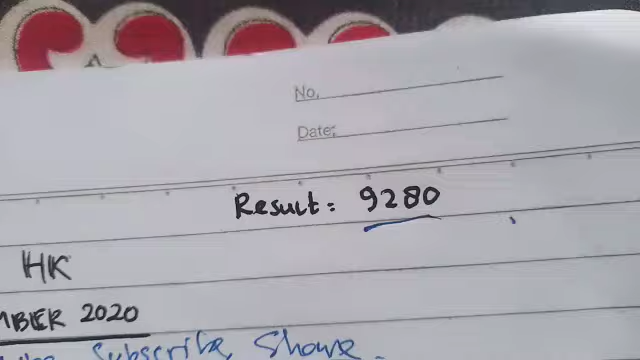 No.
Date:
Result: 9280
HK
MBER 2020
Subscribe, Share.